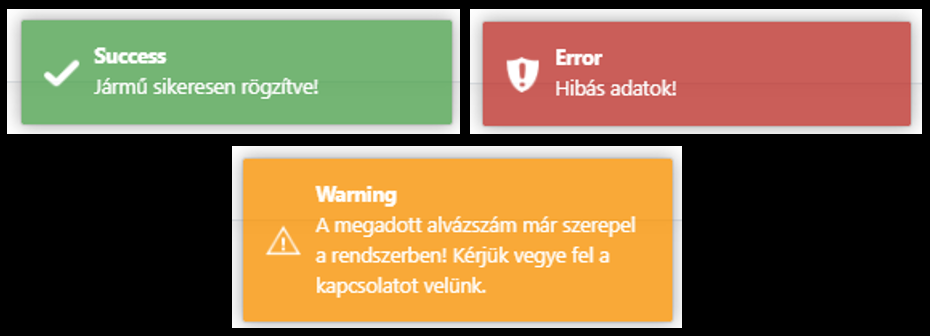 Success
Jármű sikeresen rögzítve!
Error
Hibás adatok!
Warning
A megadott alvázszám már szerepel
a rendszerben! Kérjük vegye fel a
kapcsolatot velünk.